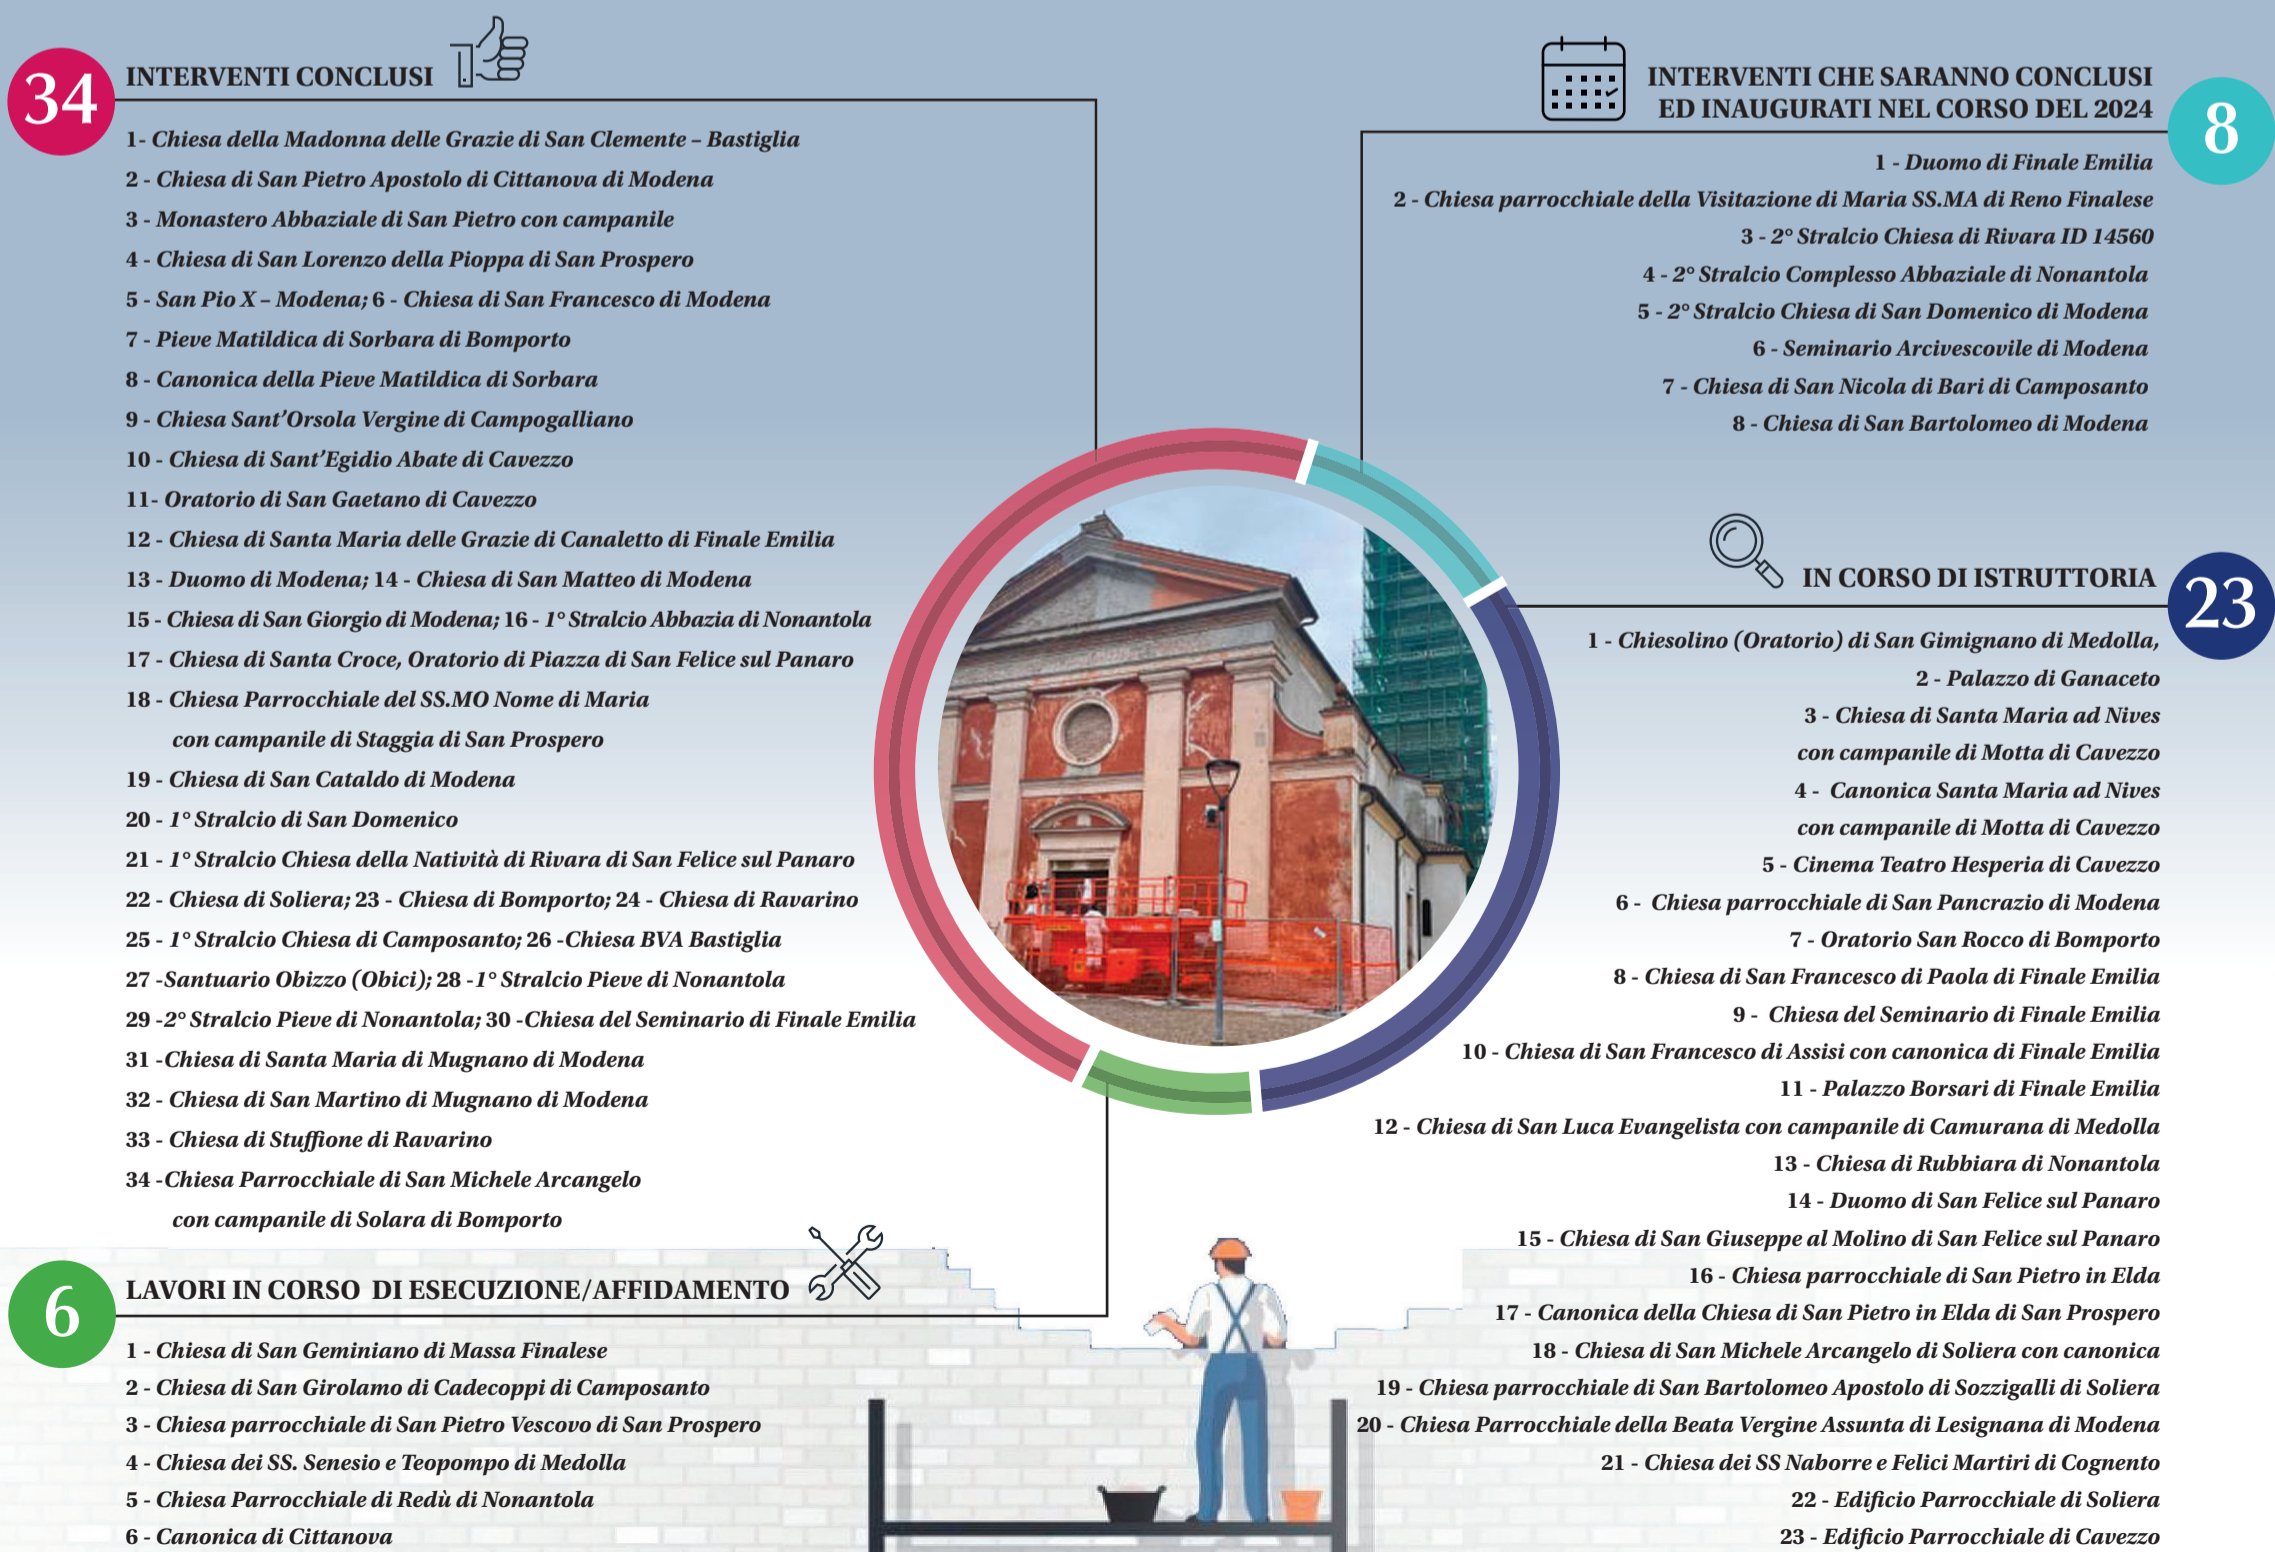 34
INTERVENTI CONCLUSI
1- Chiesa della Madonna delle Grazie di San Clemente – Bastiglia
2 - Chiesa di San Pietro Apostolo di Cittanova di Modena
3 - Monastero Abbaziale di San Pietro con campanile
4 - Chiesa di San Lorenzo della Pioppa di San Prospero
5 - San Pio X – Modena; 6 - Chiesa di San Francesco di Modena
7 - Pieve Matildica di Sorbara di Bomporto
8 - Canonica della Pieve Matildica di Sorbara
9 - Chiesa Sant'Orsola Vergine di Campogalliano
10 - Chiesa di Sant'Egidio Abate di Cavezzo
11- Oratorio di San Gaetano di Cavezzo
12 - Chiesa di Santa Maria delle Grazie di Canaletto di Finale Emilia
13 - Duomo di Modena; 14 - Chiesa di San Matteo di Modena
15 - Chiesa di San Giorgio di Modena; 16 - 1° Stralcio Abbazia di Nonantola
17 - Chiesa di Santa Croce, Oratorio di Piazza di San Felice sul Panaro
18 - Chiesa Parrocchiale del SS.MO Nome di Maria
con campanile di Staggia di San Prospero
19 - Chiesa di San Cataldo di Modena
20 - 1° Stralcio di San Domenico
21 - 1° Stralcio Chiesa della Natività di Rivara di San Felice sul Panaro
22 - Chiesa di Soliera; 23 - Chiesa di Bomporto; 24 - Chiesa di Ravarino
25 - 1° Stralcio Chiesa di Camposanto; 26 -Chiesa BVA Bastiglia
27 -Santuario Obizzo (Obici); 28 -1° Stralcio Pieve di Nonantola
29 -2° Stralcio Pieve di Nonantola; 30 -Chiesa del Seminario di Finale Emilia
31 -Chiesa di Santa Maria di Mugnano di Modena
32 - Chiesa di San Martino di Mugnano di Modena
33 - Chiesa di Stuffione di Ravarino
34 -Chiesa Parrocchiale di San Michele Arcangelo
con campanile di Solara di Bomporto
6
LAVORI IN CORSO DI ESECUZIONE/AFFIDAMENTO
1 - Chiesa di San Geminiano di Massa Finalese
2 - Chiesa di San Girolamo di Cadecoppi di Camposanto
3 - Chiesa parrocchiale di San Pietro Vescovo di San Prospero
4 - Chiesa dei SS. Senesio e Teopompo di Medolla
5 - Chiesa Parrocchiale di Redù di Nonantola
6 - Canonica di Cittanova
INTERVENTI CHE SARANNO CONCLUSI
ED INAUGURATI NEL CORSO DEL 2024
8
1 - Duomo di Finale Emilia
2 - Chiesa parrocchiale della Visitazione di Maria SS.MA di Reno Finalese
3 - 2° Stralcio Chiesa di Rivara ID 14560
4 - 2° Stralcio Complesso Abbaziale di Nonantola
5 - 2° Stralcio Chiesa di San Domenico di Modena
6 - Seminario Arcivescovile di Modena
7 - Chiesa di San Nicola di Bari di Camposanto
8 - Chiesa di San Bartolomeo di Modena
IN CORSO DI ISTRUTTORIA
23
1 - Chiesolino (Oratorio) di San Gimignano di Medolla,
2 - Palazzo di Ganaceto
3 - Chiesa di Santa Maria ad Nives
con campanile di Motta di Cavezzo
4 - Canonica Santa Maria ad Nives
con campanile di Motta di Cavezzo
5 - Cinema Teatro Hesperia di Cavezzo
6 - Chiesa parrocchiale di San Pancrazio di Modena
7 - Oratorio San Rocco di Bomporto
8 - Chiesa di San Francesco di Paola di Finale Emilia
9 - Chiesa del Seminario di Finale Emilia
10 - Chiesa di San Francesco di Assisi con canonica di Finale Emilia
11 - Palazzo Borsari di Finale Emilia
12 - Chiesa di San Luca Evangelista con campanile di Camurana di Medolla
13 - Chiesa di Rubbiara di Nonantola
14 - Duomo di San Felice sul Panaro
15 - Chiesa di San Giuseppe al Molino di San Felice sul Panaro
16 - Chiesa parrocchiale di San Pietro in Elda
17 - Canonica della Chiesa di San Pietro in Elda di San Prospero
18 - Chiesa di San Michele Arcangelo di Soliera con canonica
19 - Chiesa parrocchiale di San Bartolomeo Apostolo di Sozzigalli di Soliera
20 - Chiesa Parrocchiale della Beata Vergine Assunta di Lesignana di Modena
21 - Chiesa dei SS Naborre e Felici Martiri di Cognento
22 - Edificio Parrocchiale di Soliera
23 - Edificio Parrocchiale di Cavezzo